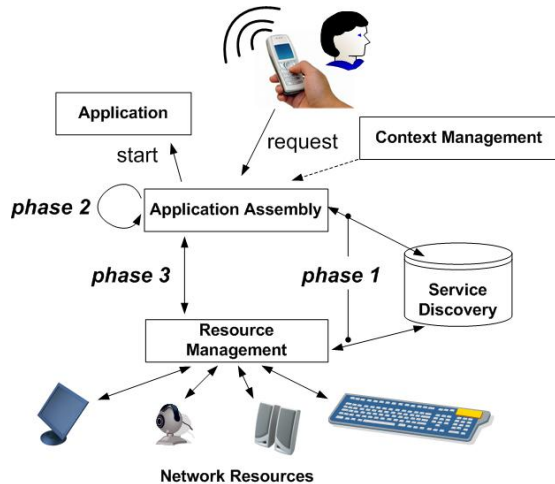 Application
request
Context Management
start
phase 2
Application Assembly
phase 3
phase 1
Service
Discovery
Resource
Management
Network Resources